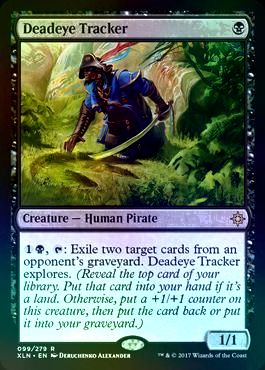 Deadeye Tracker
Creature — Human Pirate
1 B, T: Exile two target cards from an
opponent's graveyard. Deadeye Tracker
explores. (Reveal the top card of your
library. Put that card into your hand if it's
a land. Otherwise, put a +1/+1 counter on
this creature, then put the card back or put
it into your graveyard.)
1/1
099/279 R
XLN • EN Deruchenko Alexander
™ & © 2017 Wizards of the Coast